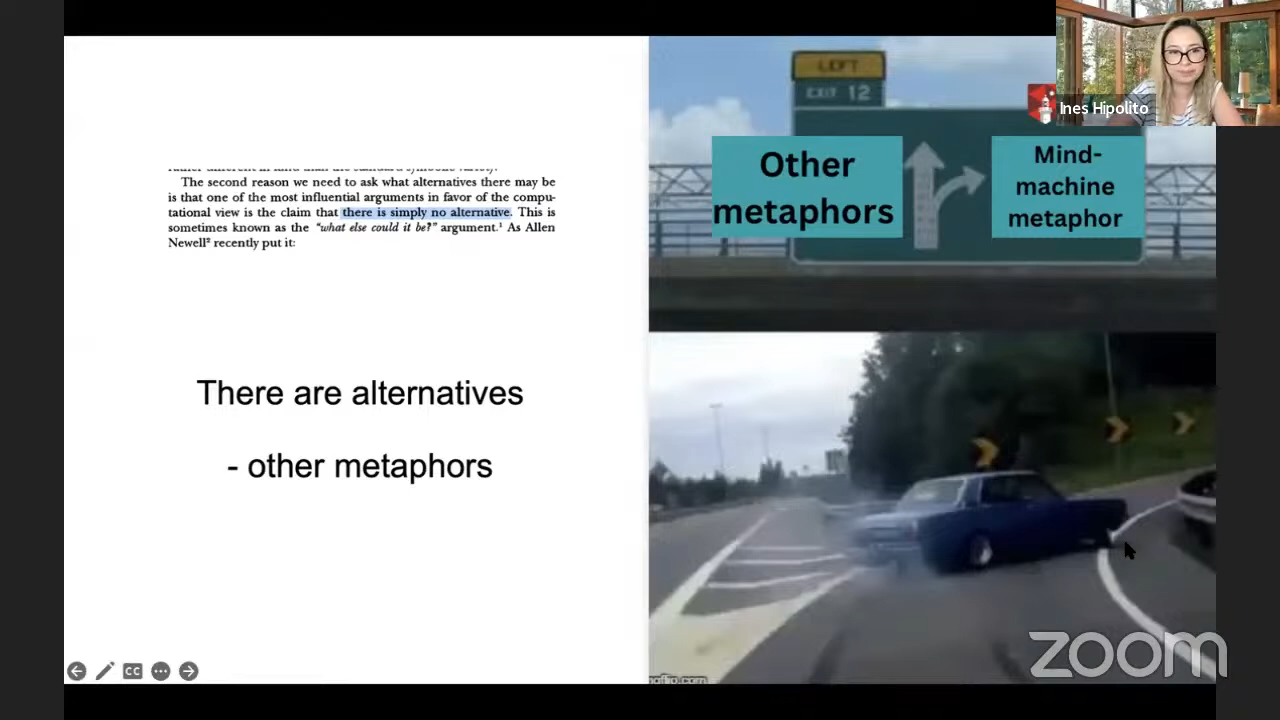 The second reason we need to ask what alternatives there may be
is that one of the most influential arguments in favor of the compu-
tational view is the claim that there is simply no alternative. This is
sometimes known as the "what else could it be?" argument.¹ As Allen
Newell² recently put it:
There are alternatives
- other metaphors
LEFT
EXIT 12
Other
metaphors
Mind-
machine
metaphor
Ines Hipolito
CC
zoom